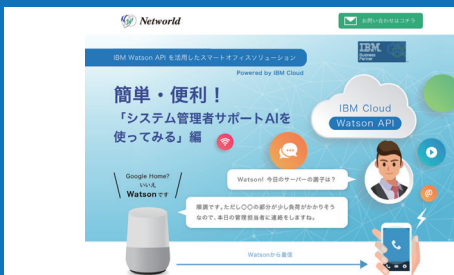 Networld
お問い合わせはコチラ
IBM Watson API を活用したスマートオフィスソリューション
IBM
Business
Partner
Powered by IBM Cloud
簡単・便利！
「システム管理者サポートAIを
使ってみる」編
IBM Cloud
Watson API
Watson! 今日のサーバーの調子は？
Google Home?
いいえ
Watson です
順調です。ただし〇〇の部分が少し負荷がかかりそう
なので、本日の管理担当者に連絡をしますね。
Watsonから着信